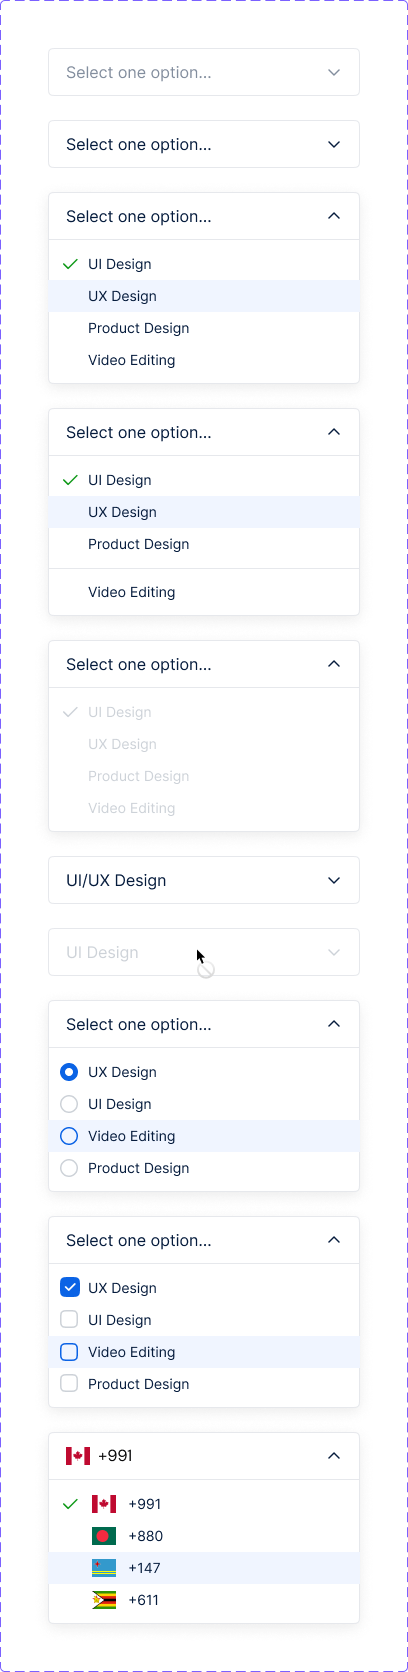 Select one option...
Select one option...
Select one option...
UI Design
UX Design
Product Design
Video Editing
Select one option...
UI Design
UX Design
Product Design
Video Editing
Select one option...
UI Design
UX Design
Product Design
Video Editing
UI/UX Design
UI Design
Select one option...
UX Design
UI Design
Video Editing
Product Design
Select one option...
UX Design
UI Design
Video Editing
Product Design
+991
+991
+880
+147
+611